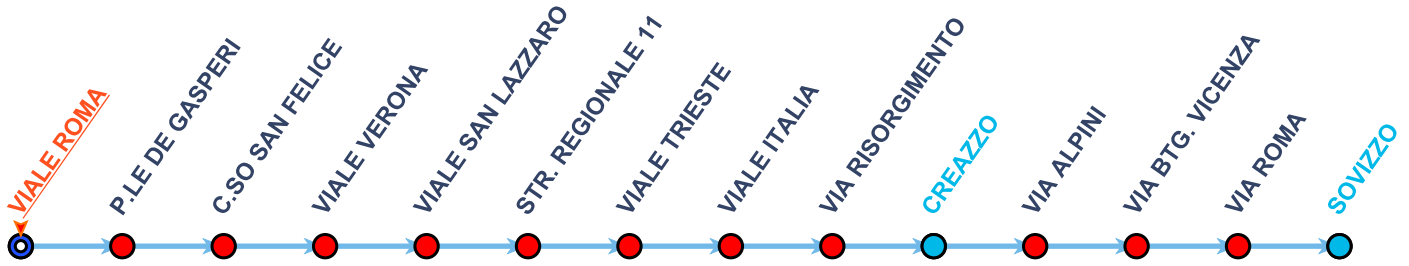 VIALE ROMA
P.LE DE GASPERI
C.SO SAN FELICE
VIALE VERONA
VIALE SAN LAZZARO
STR. REGIONALE 11
VIALE TRIESTE
VIALE ITALIA
VIA RISORGIMENTO
CREAZZO
VIA ALPINI
VIA BTG. VICENZA
VIA ROMA
SOVIZZO